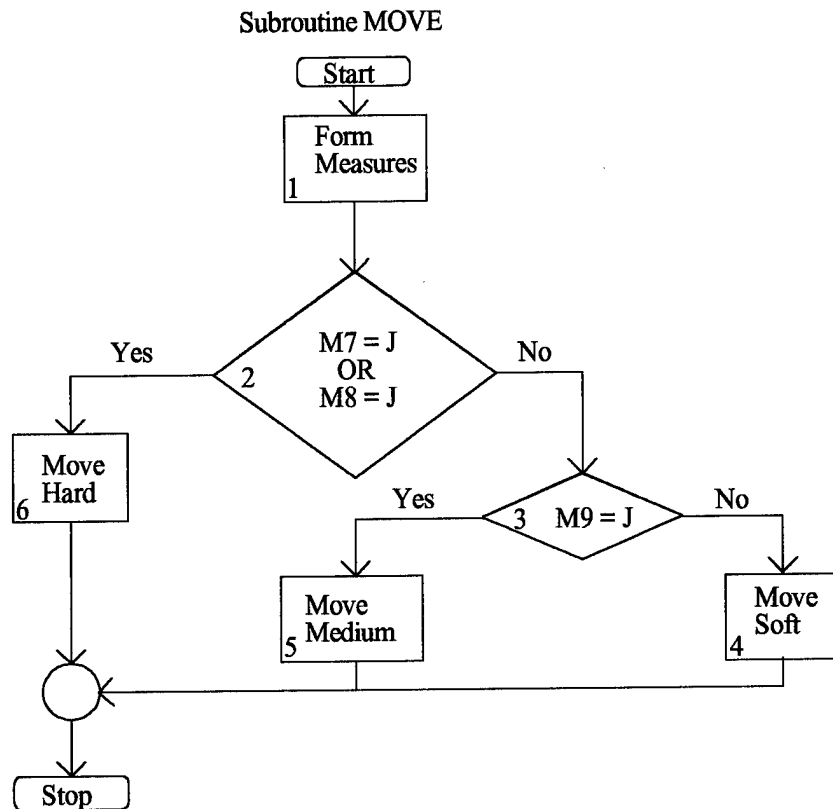 Subroutine MOVE
Start
Form
Measures
1
Yes
No
M7 = J
2
OR
M8 = J
Move
Hard
6
Yes
No
3 M9 = J
Move
Medium
5
Move
Soft
4
Stop